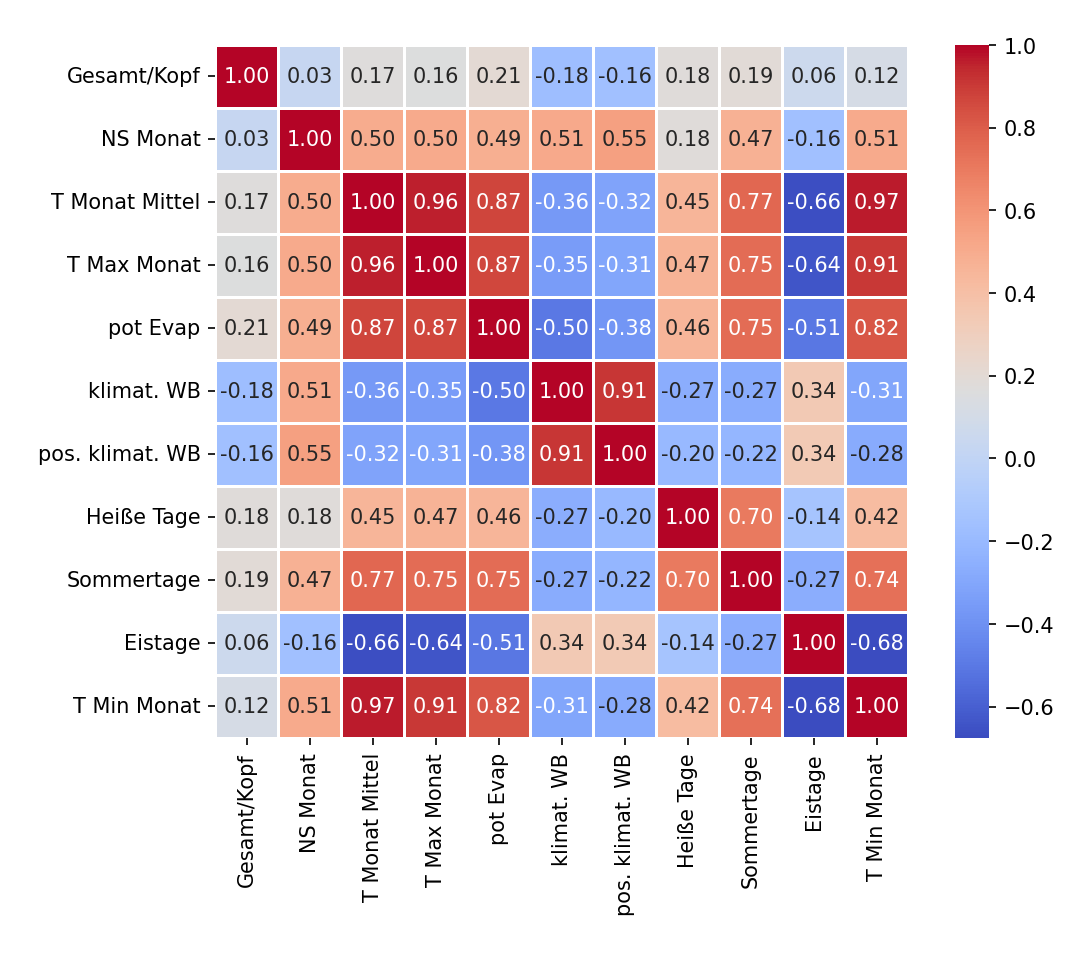 Gesamt/Kopf 1.00 0.03 0.17 0.16 0.21 -0.18 -0.16 0.18 0.19 0.06 0.12
NS Monat 0.03 1.00 0.50 0.50 0.49 0.51 0.55 0.18 0.47 -0.16 0.51
T Monat Mittel 0.17 0.50 1.00 0.96 0.87 -0.36 -0.32 0.45 0.77 -0.66 0.97
T Max Monat 0.16 0.50 0.96 1.00 0.87 -0.35 -0.31 0.47 0.75 -0.64 0.91
pot Evap 0.21 0.49 0.87 0.87 1.00 -0.50 -0.38 0.46 0.75 -0.51 0.82
klimat. WB -0.18 0.51 -0.36 -0.35 -0.50 1.00 0.91 -0.27 -0.27 0.34 -0.31
pos. klimat. WB -0.16 0.55 -0.32 -0.31 -0.38 0.91 1.00 -0.20 -0.22 0.34 -0.28
Heiße Tage 0.18 0.18 0.45 0.47 0.46 -0.27 -0.20 1.00 0.70 -0.14 0.42
Sommertage 0.19 0.47 0.77 0.75 0.75 -0.27 -0.22 0.70 1.00 -0.27 0.74
Eistage 0.06 -0.16 -0.66 -0.64 -0.51 0.34 0.34 -0.14 -0.27 1.00 -0.68
T Min Monat 0.12 0.51 0.97 0.91 0.82 -0.31 -0.28 0.42 0.74 -0.68 1.00
Gesamt/Kopf
NS Monat
T Monat Mittel
T Max Monat
pot Evap
klimat. WB
pos. klimat. WB
Heiße Tage
Sommertage
Eistage
T Min Monat
1.0
0.8
0.6
0.4
0.2
0.0
−0.2
−0.4
−0.6